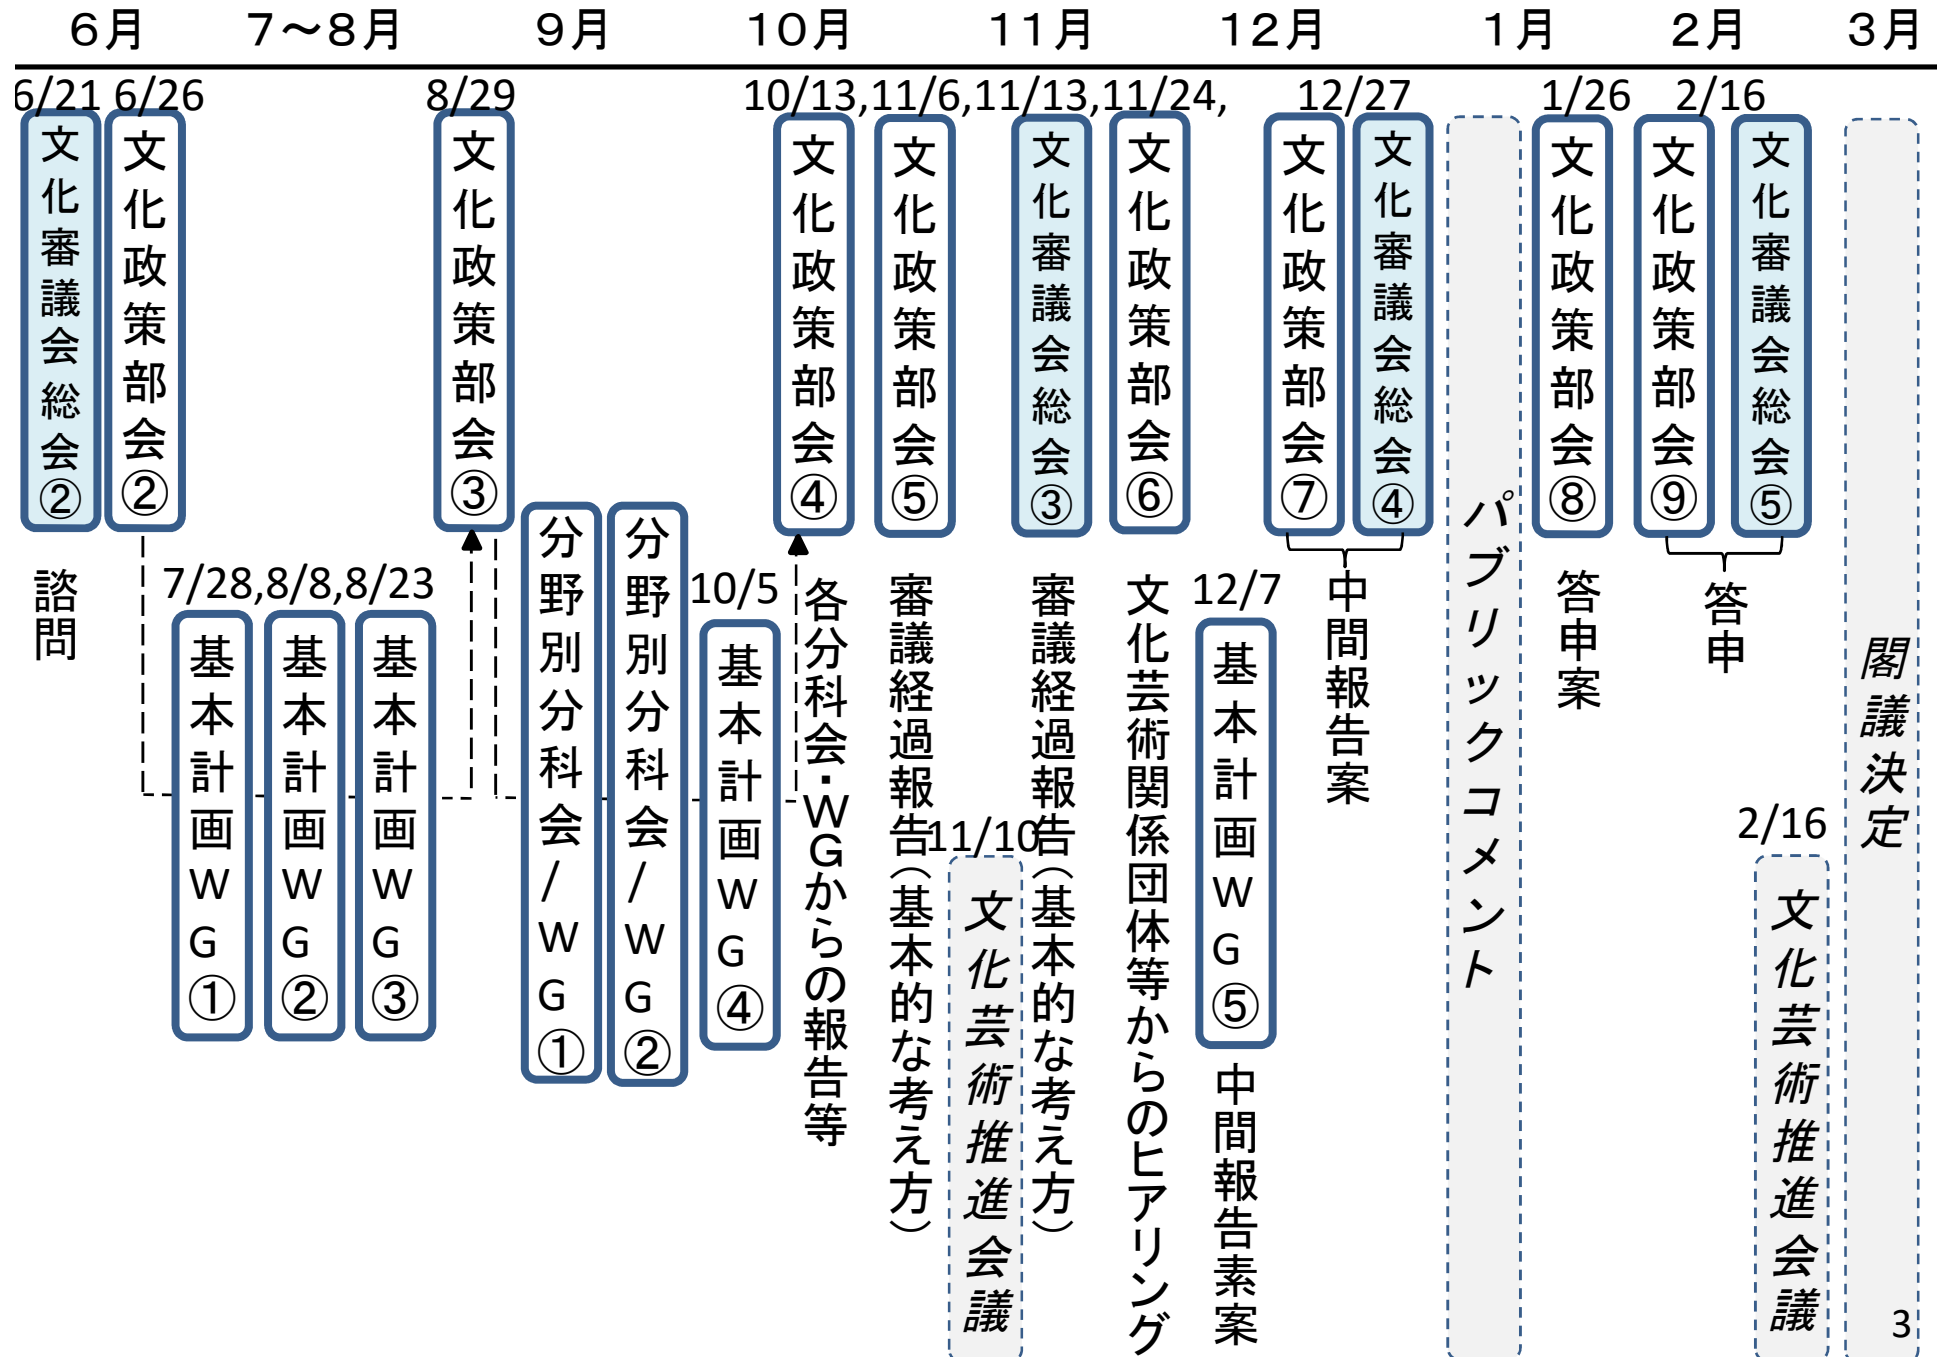 6月 7～8月 9月 10月 11月 12月 1月 2月 3月
6/21 6/26 8/29 10/13,11/6,11/13,11/24, 12/27 1/26 2/16
文化審議会総会②
文化政策部会②
文化政策部会③
文化政策部会④
文化政策部会⑤
文化審議会総会③
文化政策部会⑥
文化政策部会⑦
文化審議会総会④
パブリックコメント
文化政策部会⑧
文化政策部会⑨
文化審議会総会⑤
閣議決定
諮問
7/28,8/8,8/23
基本計画WG①
基本計画WG②
基本計画WG③
分野別分科会/WG①
分野別分科会/WG②
10/5
基本計画WG④
各分科会・WGからの報告等
審議経過報告（基本的な考え方）
11/10
文化芸術推進会議
審議経過報告（基本的な考え方）
文化芸術関係団体等からのヒアリング
12/7
基本計画WG⑤
中間報告素案
中間報告案
答申案
答申
2/16
文化芸術推進会議
3